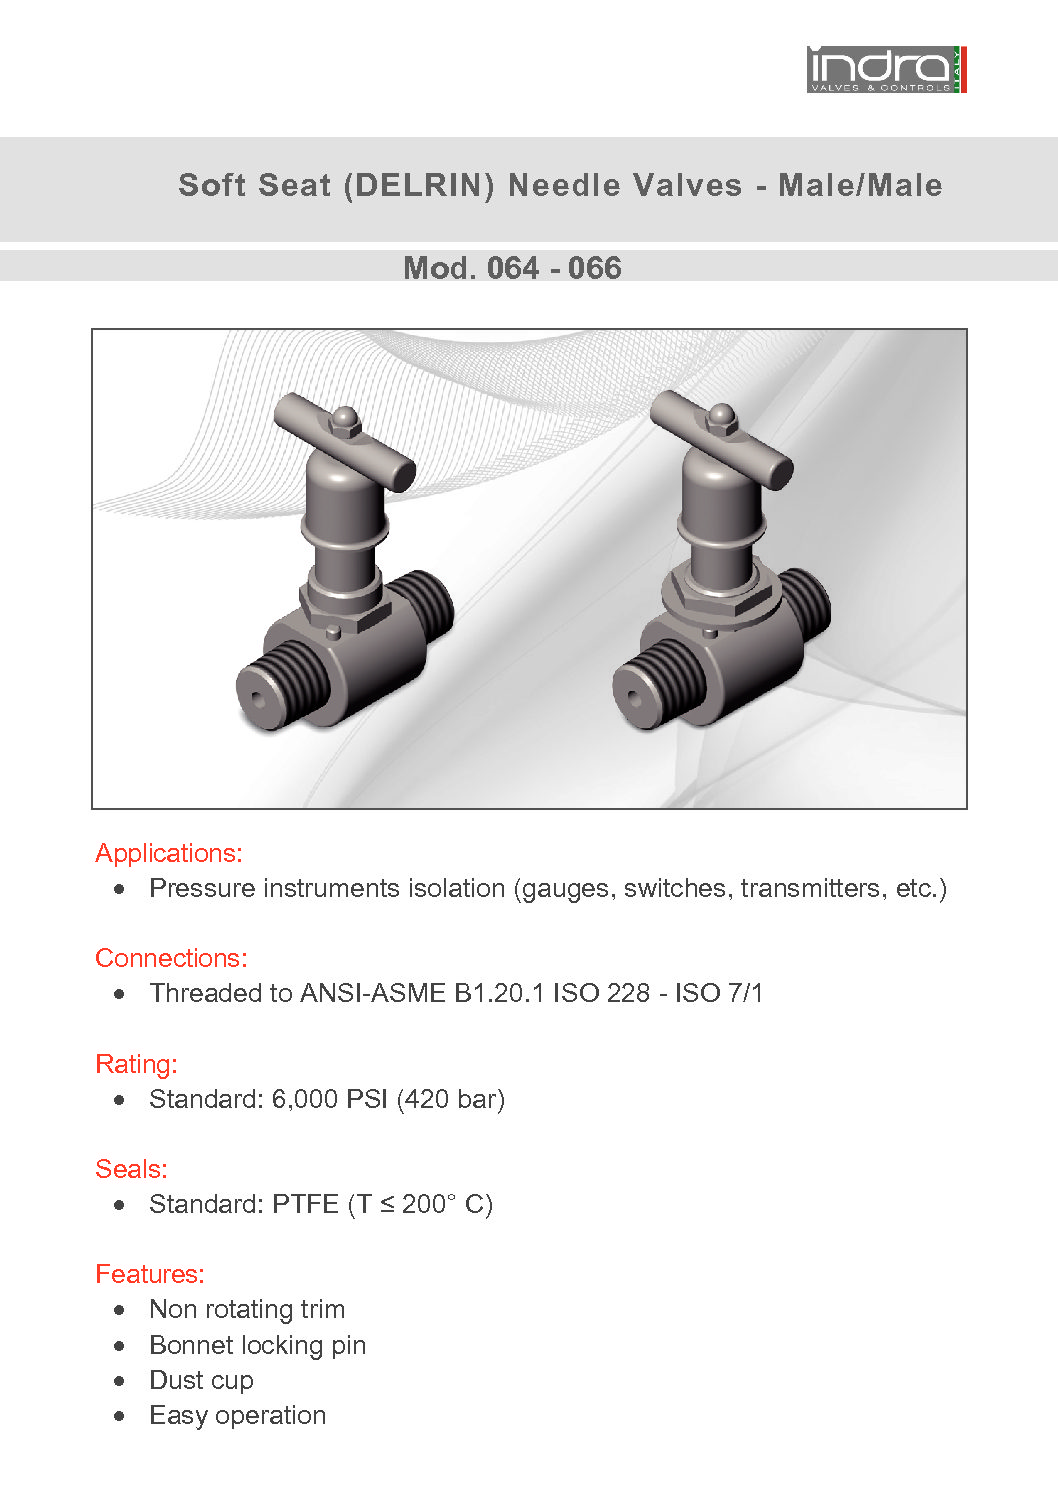 indra
VALVES & CONTROLS
ITALY
Soft Seat (DELRIN) Needle Valves - Male/Male
Mod. 064 - 066
Applications:
• Pressure instruments isolation (gauges, switches, transmitters, etc.)
Connections:
• Threaded to ANSI-ASME B1.20.1 ISO 228 - ISO 7/1
Rating:
• Standard: 6,000 PSI (420 bar)
Seals:
• Standard: PTFE (T ≤ 200° C)
Features:
• Non rotating trim
• Bonnet locking pin
• Dust cup
• Easy operation